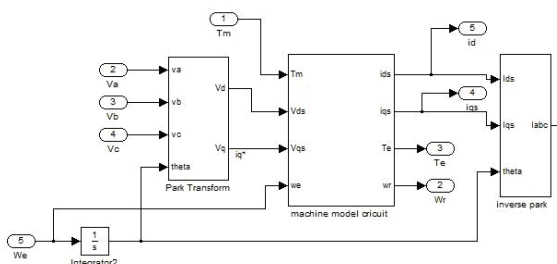 1
Tm
2
Va
3
Vb
4
Vc
va
vb
vc
theta
Vd
Vq
Park Transform
iq*
Tm
Vds
Vqs
we
ids
iqs
Te
wr
machine model cricuit
5
id
4
iqs
3
Te
2
Wr
Ids
Iqs
theta
Iabc
inverse park
5
We
1
s
Integrator2